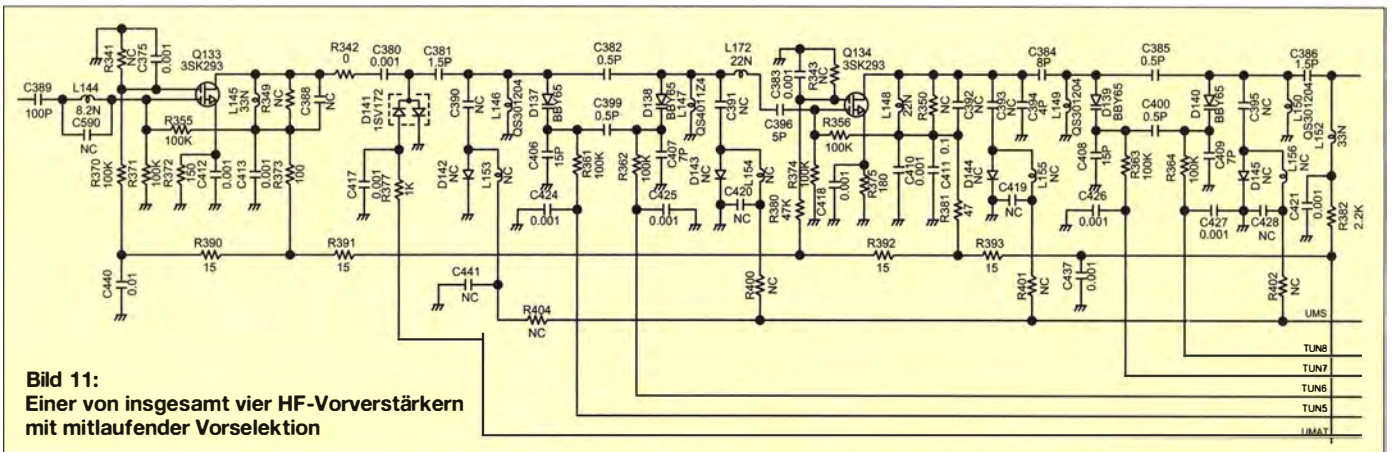 C389
100P
L144
8.2N
C590
NC
R341
NC
C375
0.001
Q133
3SK293
R355
100K
R370
100K
R371
100K
R372
150
C412
0.001
L145
33N
R349
NC
C388
NC
C413
0.001
R373
100
R342
0
C380
0.001
C381
1.5P
D141
1SV172
C417
0.001
R377
1K
C390
NC
D142
NC
L153
NC
L146
QS301204
D137
BBY65
C382
0.5P
C399
0.5P
D138
BBY65
L147
QS4011Z4
C406
15P
R361
100K
R362
100K
C407
7P
C424
0.001
C425
0.001
C391
NC
D143
NC
L154
NC
C420
NC
L172
22N
C396
5P
C383
0.001
R343
NC
Q134
3SK293
R356
100K
R380
47K
R374
100K
C418
0.001
R375
180
L148
22N
R350
NC
C392
NC
C410
0.001
C411
0.1
R381
47
C393
NC
C394
4P
D144
NC
C419
NC
L155
NC
C384
8P
L149
QS301204
D139
BBY65
C385
0.5P
C400
0.5P
D140
BBY65
C408
15P
R363
100K
R364
100K
C409
7P
C426
0.001
C427
0.001
C395
NC
D145
NC
C428
NC
L150
QS301204
L156
NC
C386
1.5P
L152
33N
C421
0.001
R382
2.2K
R390
15
R391
15
R392
15
R393
15
C440
0.01
C441
NC
R404
NC
R400
NC
R401
NC
C437
0.001
R402
NC
UMS
TUN8
TUN7
TUN6
TUN5
UMAT
Bild 11:
Einer von insgesamt vier HF-Vorverstärkern
mit mitlaufender Vorselektion